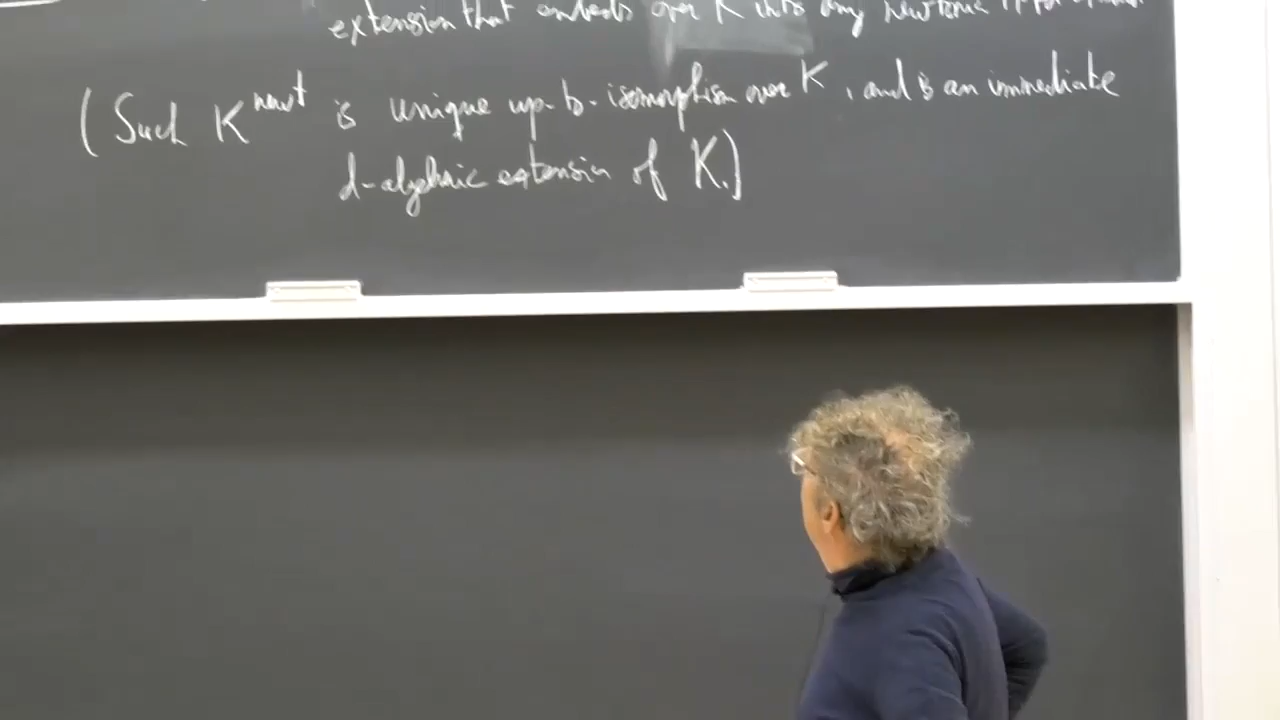 extension that embeds over K into any newtonian
(Such K^newt is unique up-to-isomorphism over K, and is an immediate
d-algebraic extension of K.)